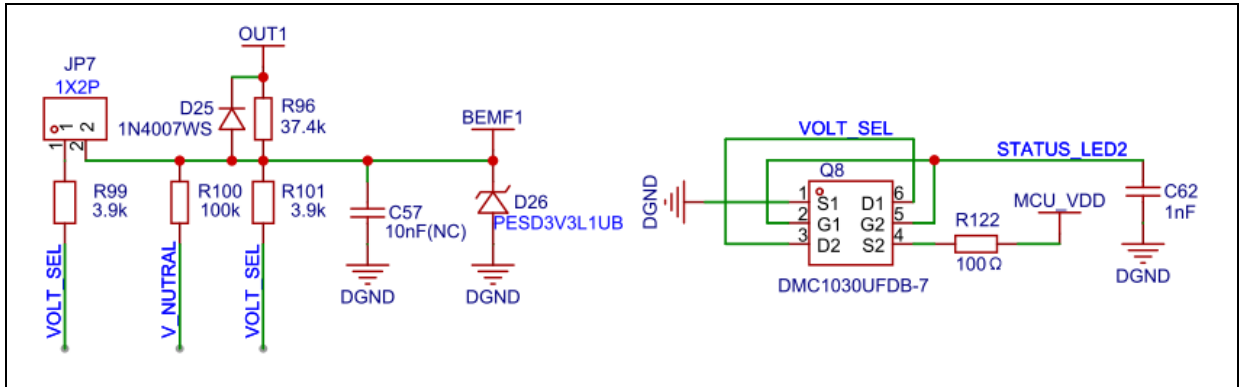 OUT1
JP7
1X2P
1 2
1 2
D25
1N4007WS
R96
37.4k
BEMF1
R99
3.9k
R100
100k
R101
3.9k
C57
10nF(NC)
D26
PESD3V3L1UB
VOLT_SEL
V_NUTRAL
VOLT_SEL
DGND
DGND
VOLT_SEL
STATUS_LED2
Q8
DGND
1 S1 D1 6
2 G1 G2 5
3 D2 S2 4
DMC1030UFDB-7
R122
100Ω
MCU_VDD
C62
1nF
DGND